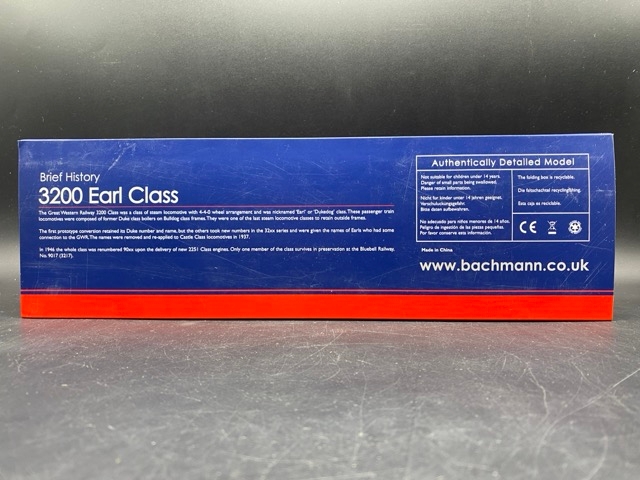 Brief History
3200 Earl Class
The Great Western Railway 3200 Class was a class of steam locomotive with 4-4-0 wheel arrangement and was nicknamed 'Earl' or 'Dukedog' class. These passenger train
locomotives were composed of former Duke class boilers on Bulldog class frames. They were one of the last steam locomotive classes to retain outside frames.
The first prototype conversion retained its Duke number and name, but the others took new numbers in the 32xx series and were given the names of Earls who had some
connection to the GWR. The names were removed and re-applied to Castle Class locomotives in 1937.
In 1946 the whole class was renumbered 90xx upon the delivery of new 2251 Class engines. Only one member of the class survives in preservation at the Bluebell Railway,
No. 9017 (3217).
Authentically Detailed Model
Not suitable for children under 14 years.
Danger of small parts being swallowed.
Please retain information.
Nicht für kinder unter 14 jahren geeignet.
Verschluckungsgefahr.
Bitte daten aufbewahren.
No adecuado para niños menores de 14 años.
Peligro de ingestión de las piezas pequeñas.
Por favor conserve esta información.
The folding box is recyclable.
Die faltschachtel
Esta caja es reciclable.
CE
Made in China
www.bachmann.co.uk